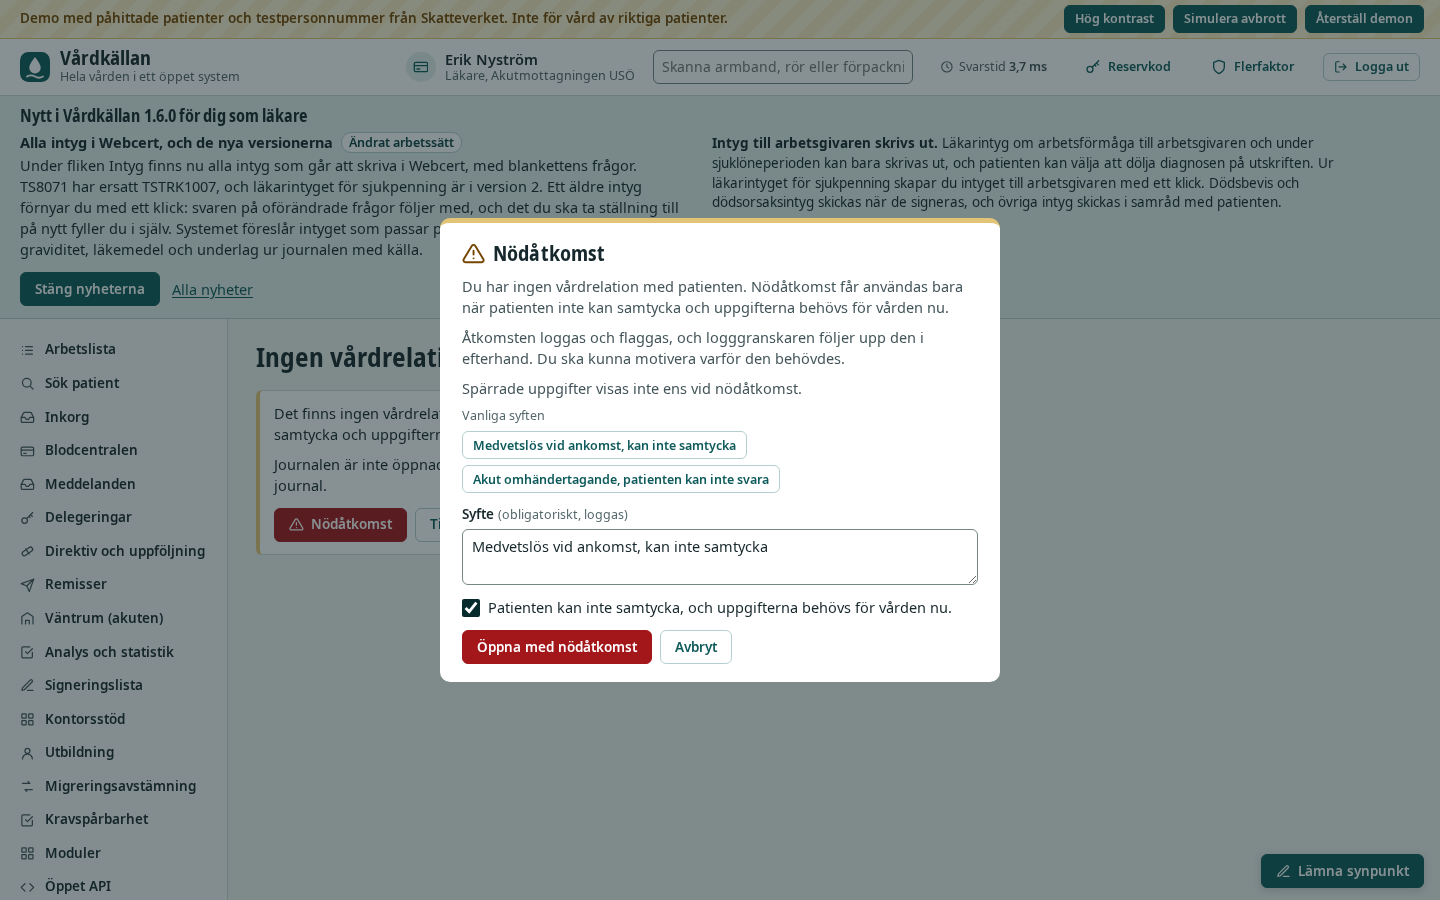 Demo med påhittade patienter och testpersonnummer från Skatteverket. Inte för vård av riktiga patienter.
Hög kontrast
Simulera avbrott
Återställ demon
Vårdkällan
Hela vården i ett öppet system
Erik Nyström
Läkare, Akutmottagningen USÖ
Skanna armband, rör eller förpackni
Svarstid 3,7 ms
Reservkod
Flerfaktor
Logga ut
Nytt i Vårdkällan 1.6.0 för dig som läkare
Alla intyg i Webcert, och de nya versionerna
Ändrat arbetssätt
Under fliken Intyg finns nu alla intyg som går att skriva i Webcert, med blankettens frågor.
TS8071 har ersatt TSTRK1007, och läkarintyget för sjukpenning är i version 2. Ett äldre intyg
förnyar du med ett klick: svaren på oförändrade frågor följer med, och det du ska ta ställning till
på nytt fyller du i själv. Systemet föreslår intyget som passar p
graviditet, läkemedel och underlag ur journalen med källa.
Intyg till arbetsgivaren skrivs ut. Läkarintyg om arbetsförmåga till arbetsgivaren och under
sjuklöneperioden kan bara skrivas ut, och patienten kan välja att dölja diagnosen på utskriften. Ur
läkarintyget för sjukpenning skapar du intyget till arbetsgivaren med ett klick. Dödsbevis och
dödsorsaksintyg skickas när de signeras, och övriga intyg skickas i samråd med patienten.
Stäng nyheterna
Alla nyheter
Arbetslista
Sök patient
Inkorg
Blodcentralen
Meddelanden
Delegeringar
Direktiv och uppföljning
Remisser
Väntrum (akuten)
Analys och statistik
Signeringslista
Kontorsstöd
Utbildning
Migreringsavstämning
Kravspårbarhet
Moduler
Öppet API
Ingen vårdrelati
Det finns ingen vårdrelat
samtycka och uppgiftern
Journalen är inte öppnad
journal.
Nödåtkomst
Ti
Nödåtkomst
Du har ingen vårdrelation med patienten. Nödåtkomst får användas bara
när patienten inte kan samtycka och uppgifterna behövs för vården nu.
Åtkomsten loggas och flaggas, och logggranskaren följer upp den i
efterhand. Du ska kunna motivera varför den behövdes.
Spärrade uppgifter visas inte ens vid nödåtkomst.
Vanliga syften
Medvetslös vid ankomst, kan inte samtycka
Akut omhändertagande, patienten kan inte svara
Syfte (obligatoriskt, loggas)
Medvetslös vid ankomst, kan inte samtycka
Patienten kan inte samtycka, och uppgifterna behövs för vården nu.
Öppna med nödåtkomst
Avbryt
Lämna synpunkt